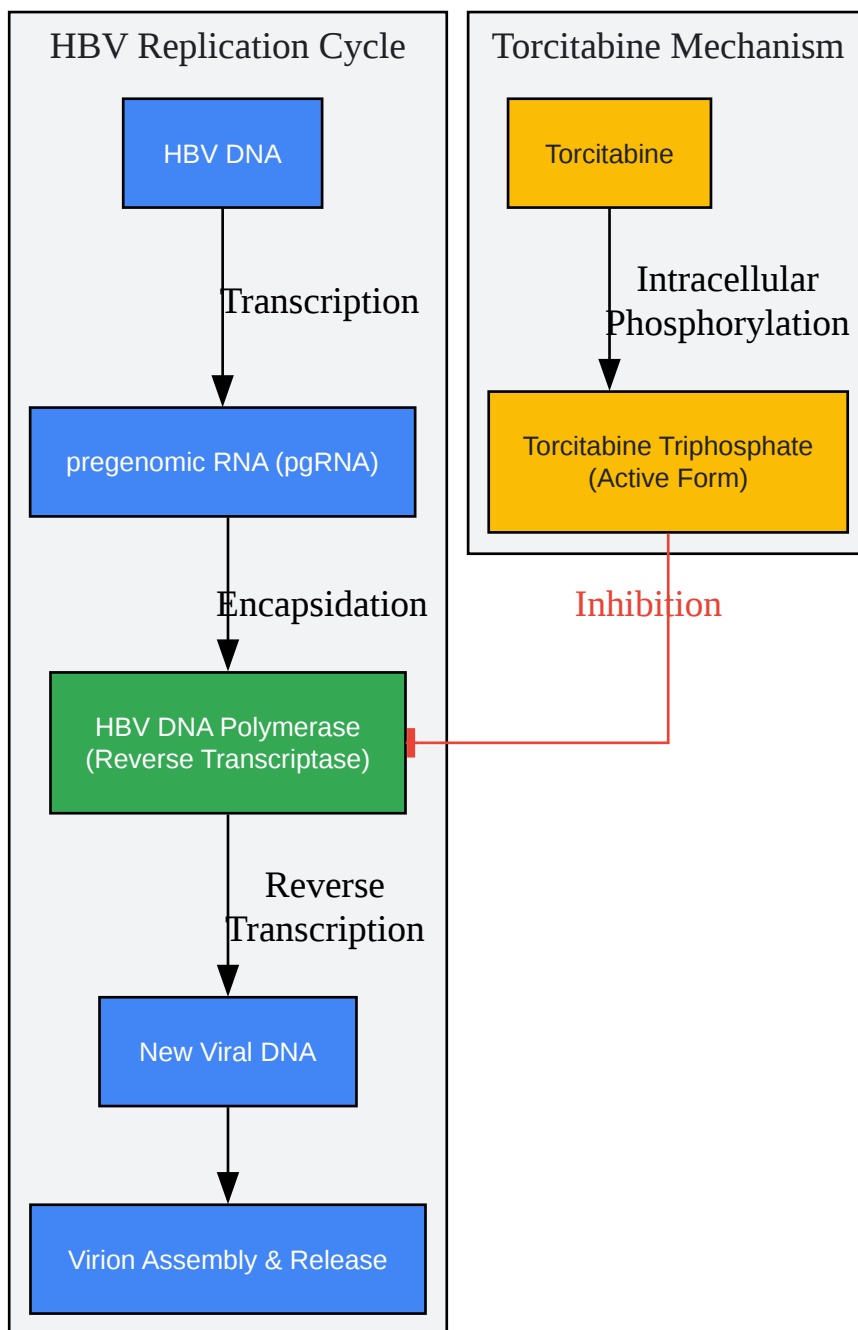 HBV Replication Cycle
HBV DNA
Transcription
pregenomic RNA (pgRNA)
Encapsidation
HBV DNA Polymerase
(Reverse Transcriptase)
Reverse
Transcription
New Viral DNA
Virion Assembly & Release
Torcitabine Mechanism
Torcitabine
Intracellular
Phosphorylation
Torcitabine Triphosphate
(Active Form)
Inhibition